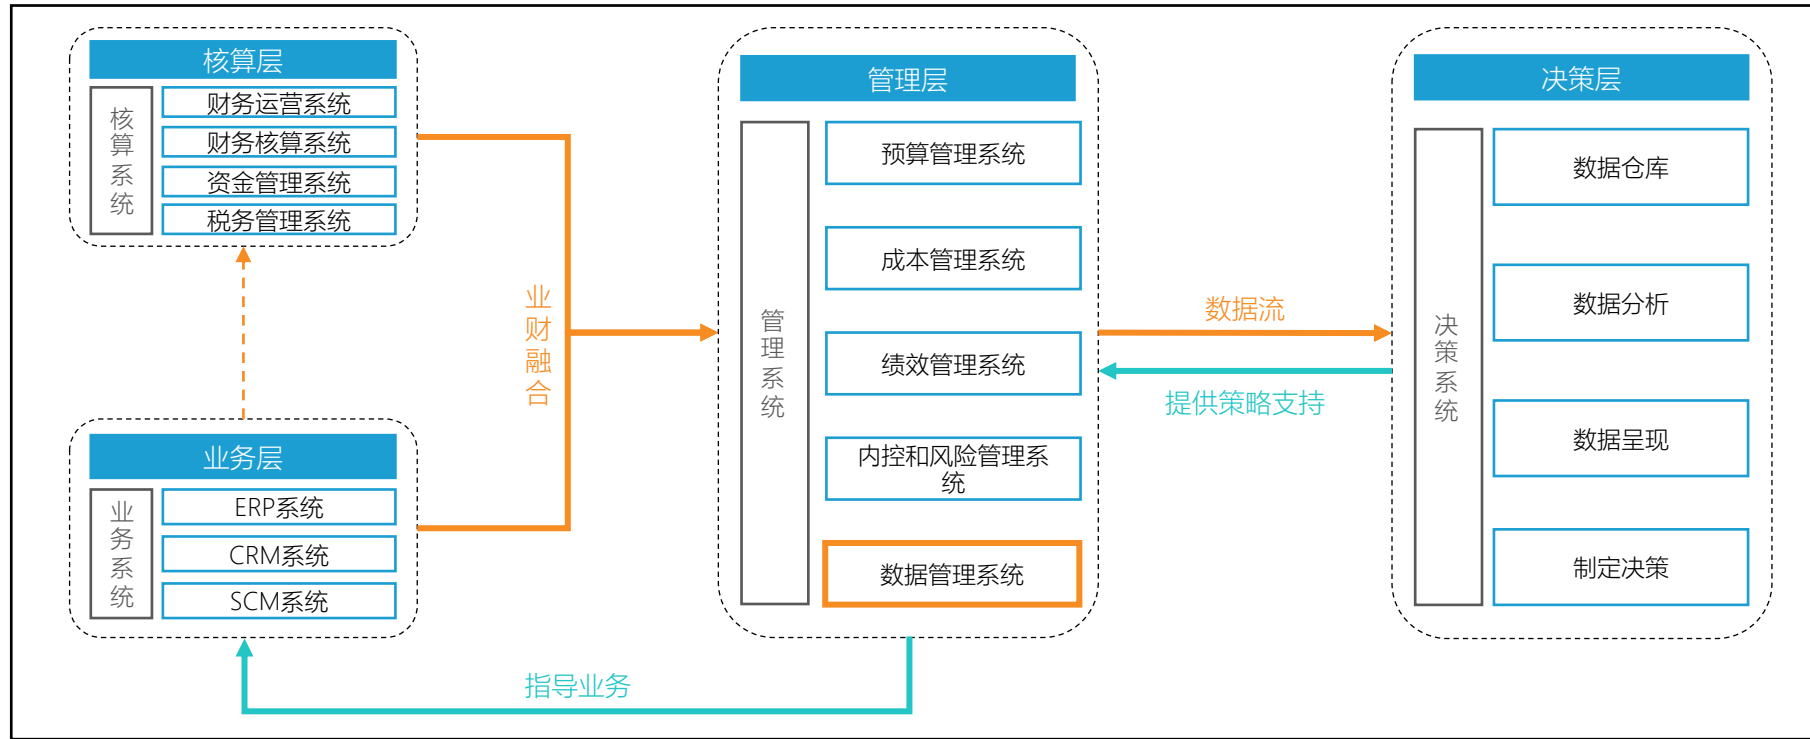 核算层
核算系统
财务运营系统
财务核算系统
资金管理系统
税务管理系统
业务层
业务系统
ERP系统
CRM系统
SCM系统
业财融合
管理层
管理系统
预算管理系统
成本管理系统
绩效管理系统
内控和风险管理系
统
数据管理系统
数据流
提供策略支持
指导业务
决策层
决策系统
数据仓库
数据分析
数据呈现
制定决策